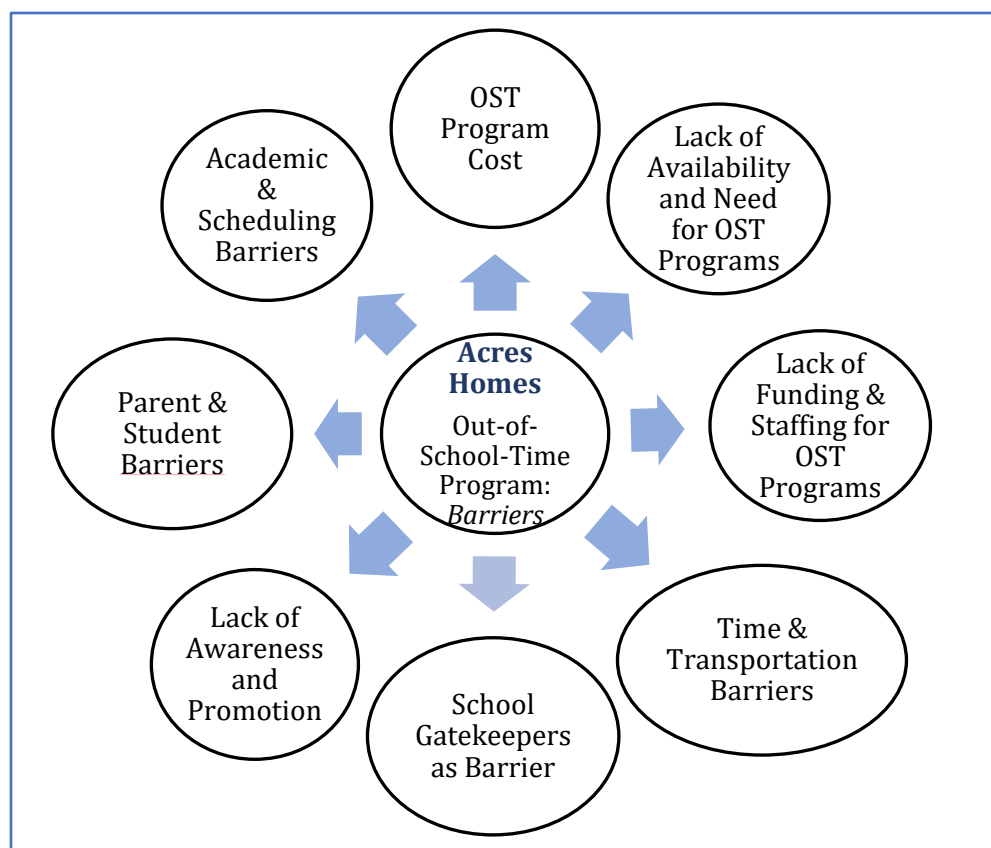 OST
Program
Cost
Lack of
Availability
and Need
for OST
Programs
Lack of
Funding &
Staffing for
OST
Programs
Time &
Transportation
Barriers
School
Gatekeepers
as Barrier
Lack of
Awareness
and
Promotion
Parent &
Student
Barriers
Academic
&
Scheduling
Barriers
Acres
Homes
Out-of-
School-Time
Program:
Barriers